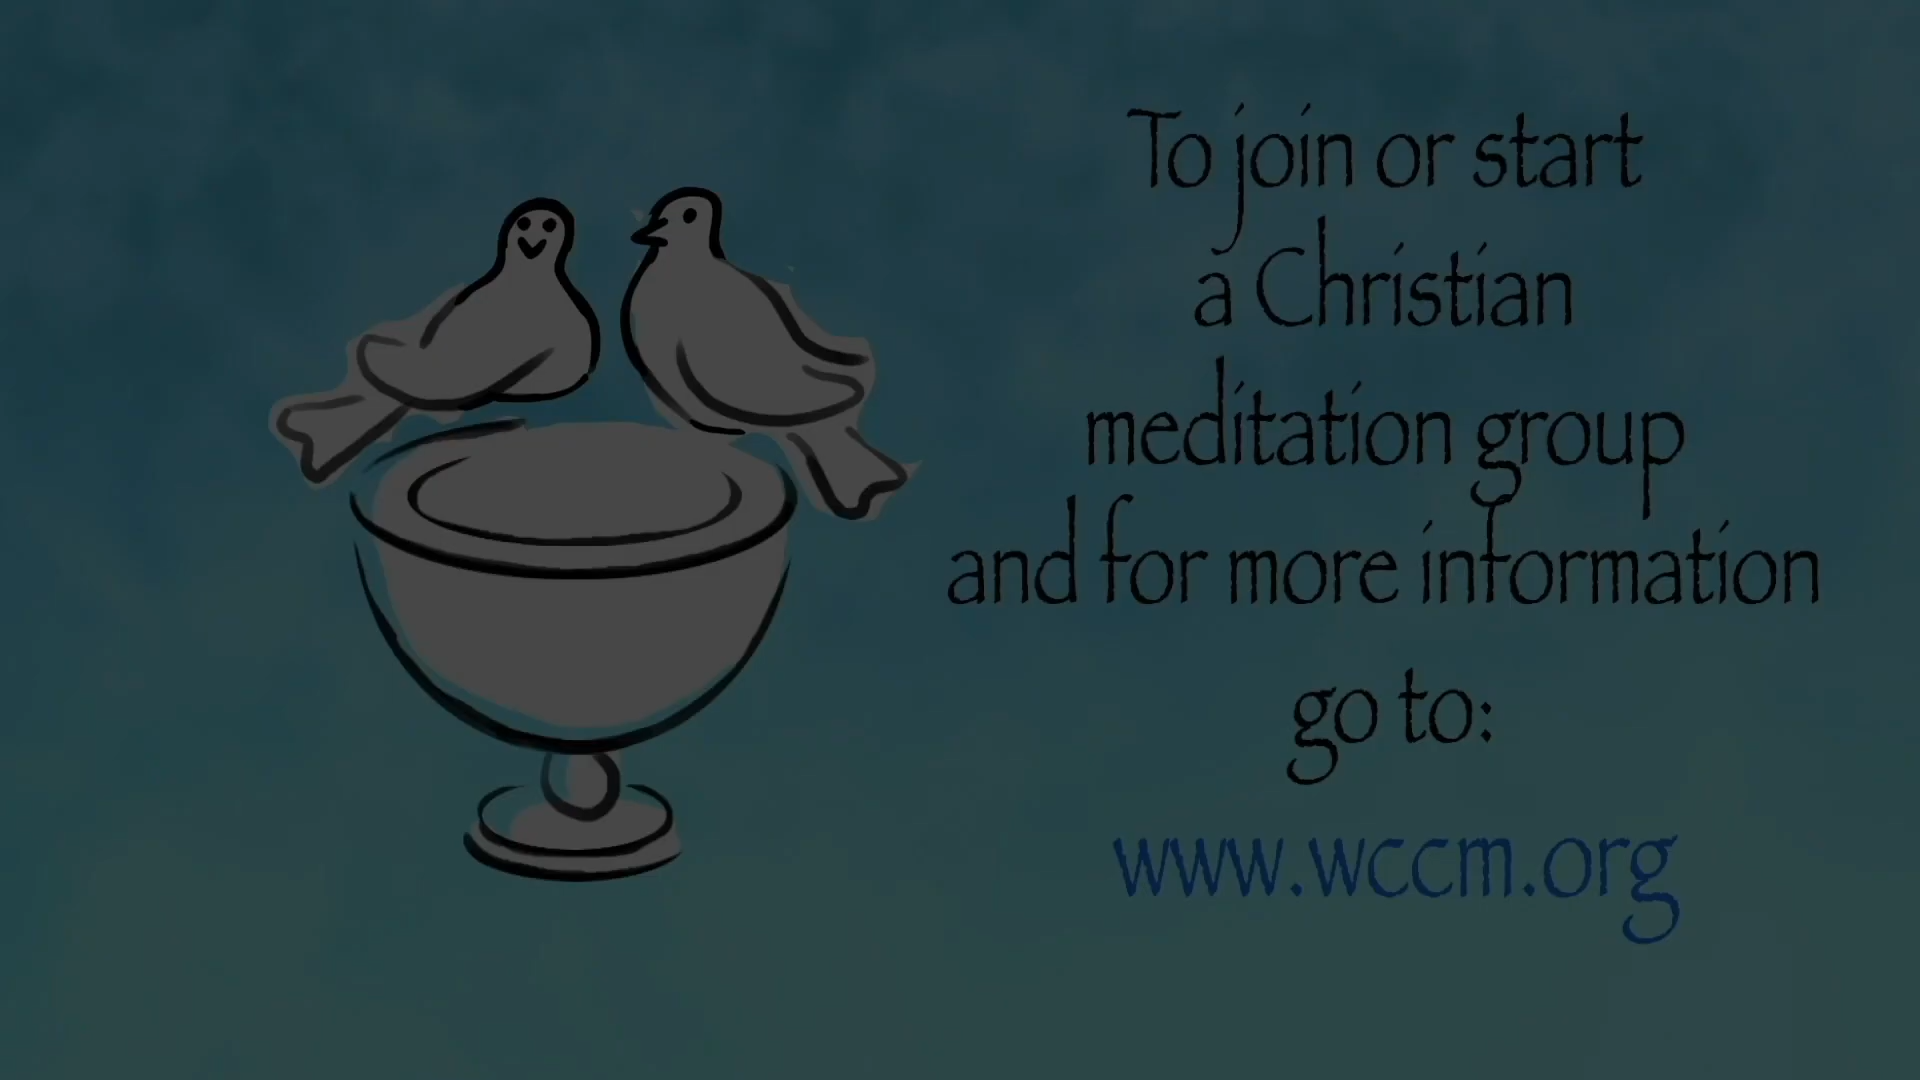 To join or start
a Christian
meditation group
and for more information
go to:
www.wccm.org